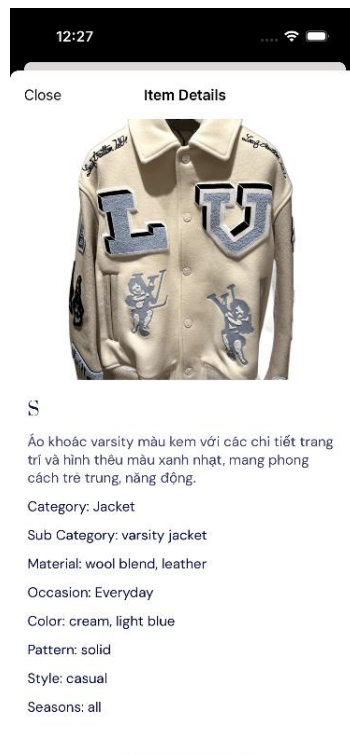 12:27
Close
Item Details
L
V
S
Áo khoác varsity màu kem với các chi tiết trang
trí và hình thêu màu xanh nhạt, mang phong
cách trẻ trung, năng động.
Category: Jacket
Sub Category: varsity jacket
Material: wool blend, leather
Occasion: Everyday
Color: cream, light blue
Pattern: solid
Style: casual
Seasons: all